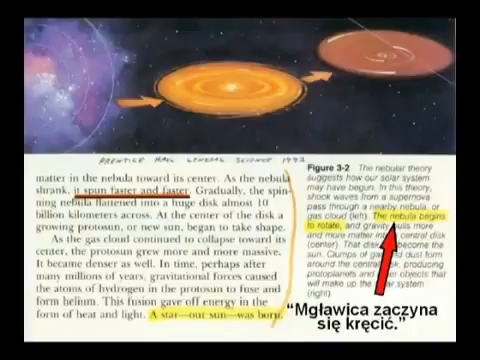 PRENTICE HALL GENERAL SCIENCE 1992
matter in the nebula toward its center. As the nebula
shrank, it spun faster and faster. Gradually, the spin-
ning nebula flattened into a huge disk almost 10
billion kilometers across. At the center of the disk a
growing protosun, or new sun, began to take shape.
As the gas cloud continued to collapse toward its
center, the protosun grew more and more massive.
It became denser as well. In time, perhaps after
many millions of years, gravitational forces caused
the atoms of hydrogen in the protosun to fuse and
form helium. This fusion gave off energy in the
form of heat and light. A star—our sun—was born.
Figure 3-2 The nebular theory
suggests how our solar system
may have begun. In this theory,
shock waves from a supernova
pass through a nearby nebula, or
gas cloud (left). The nebula begins
to rotate, and gravity pulls more
and more matter into a central disk
(center). That disk become the
sun. Clumps of gas and dust form
around the central disk, producing
protoplanets and other objects that
will make up the solar system
(right).
“Mgławica zaczyna
się kręcić.”